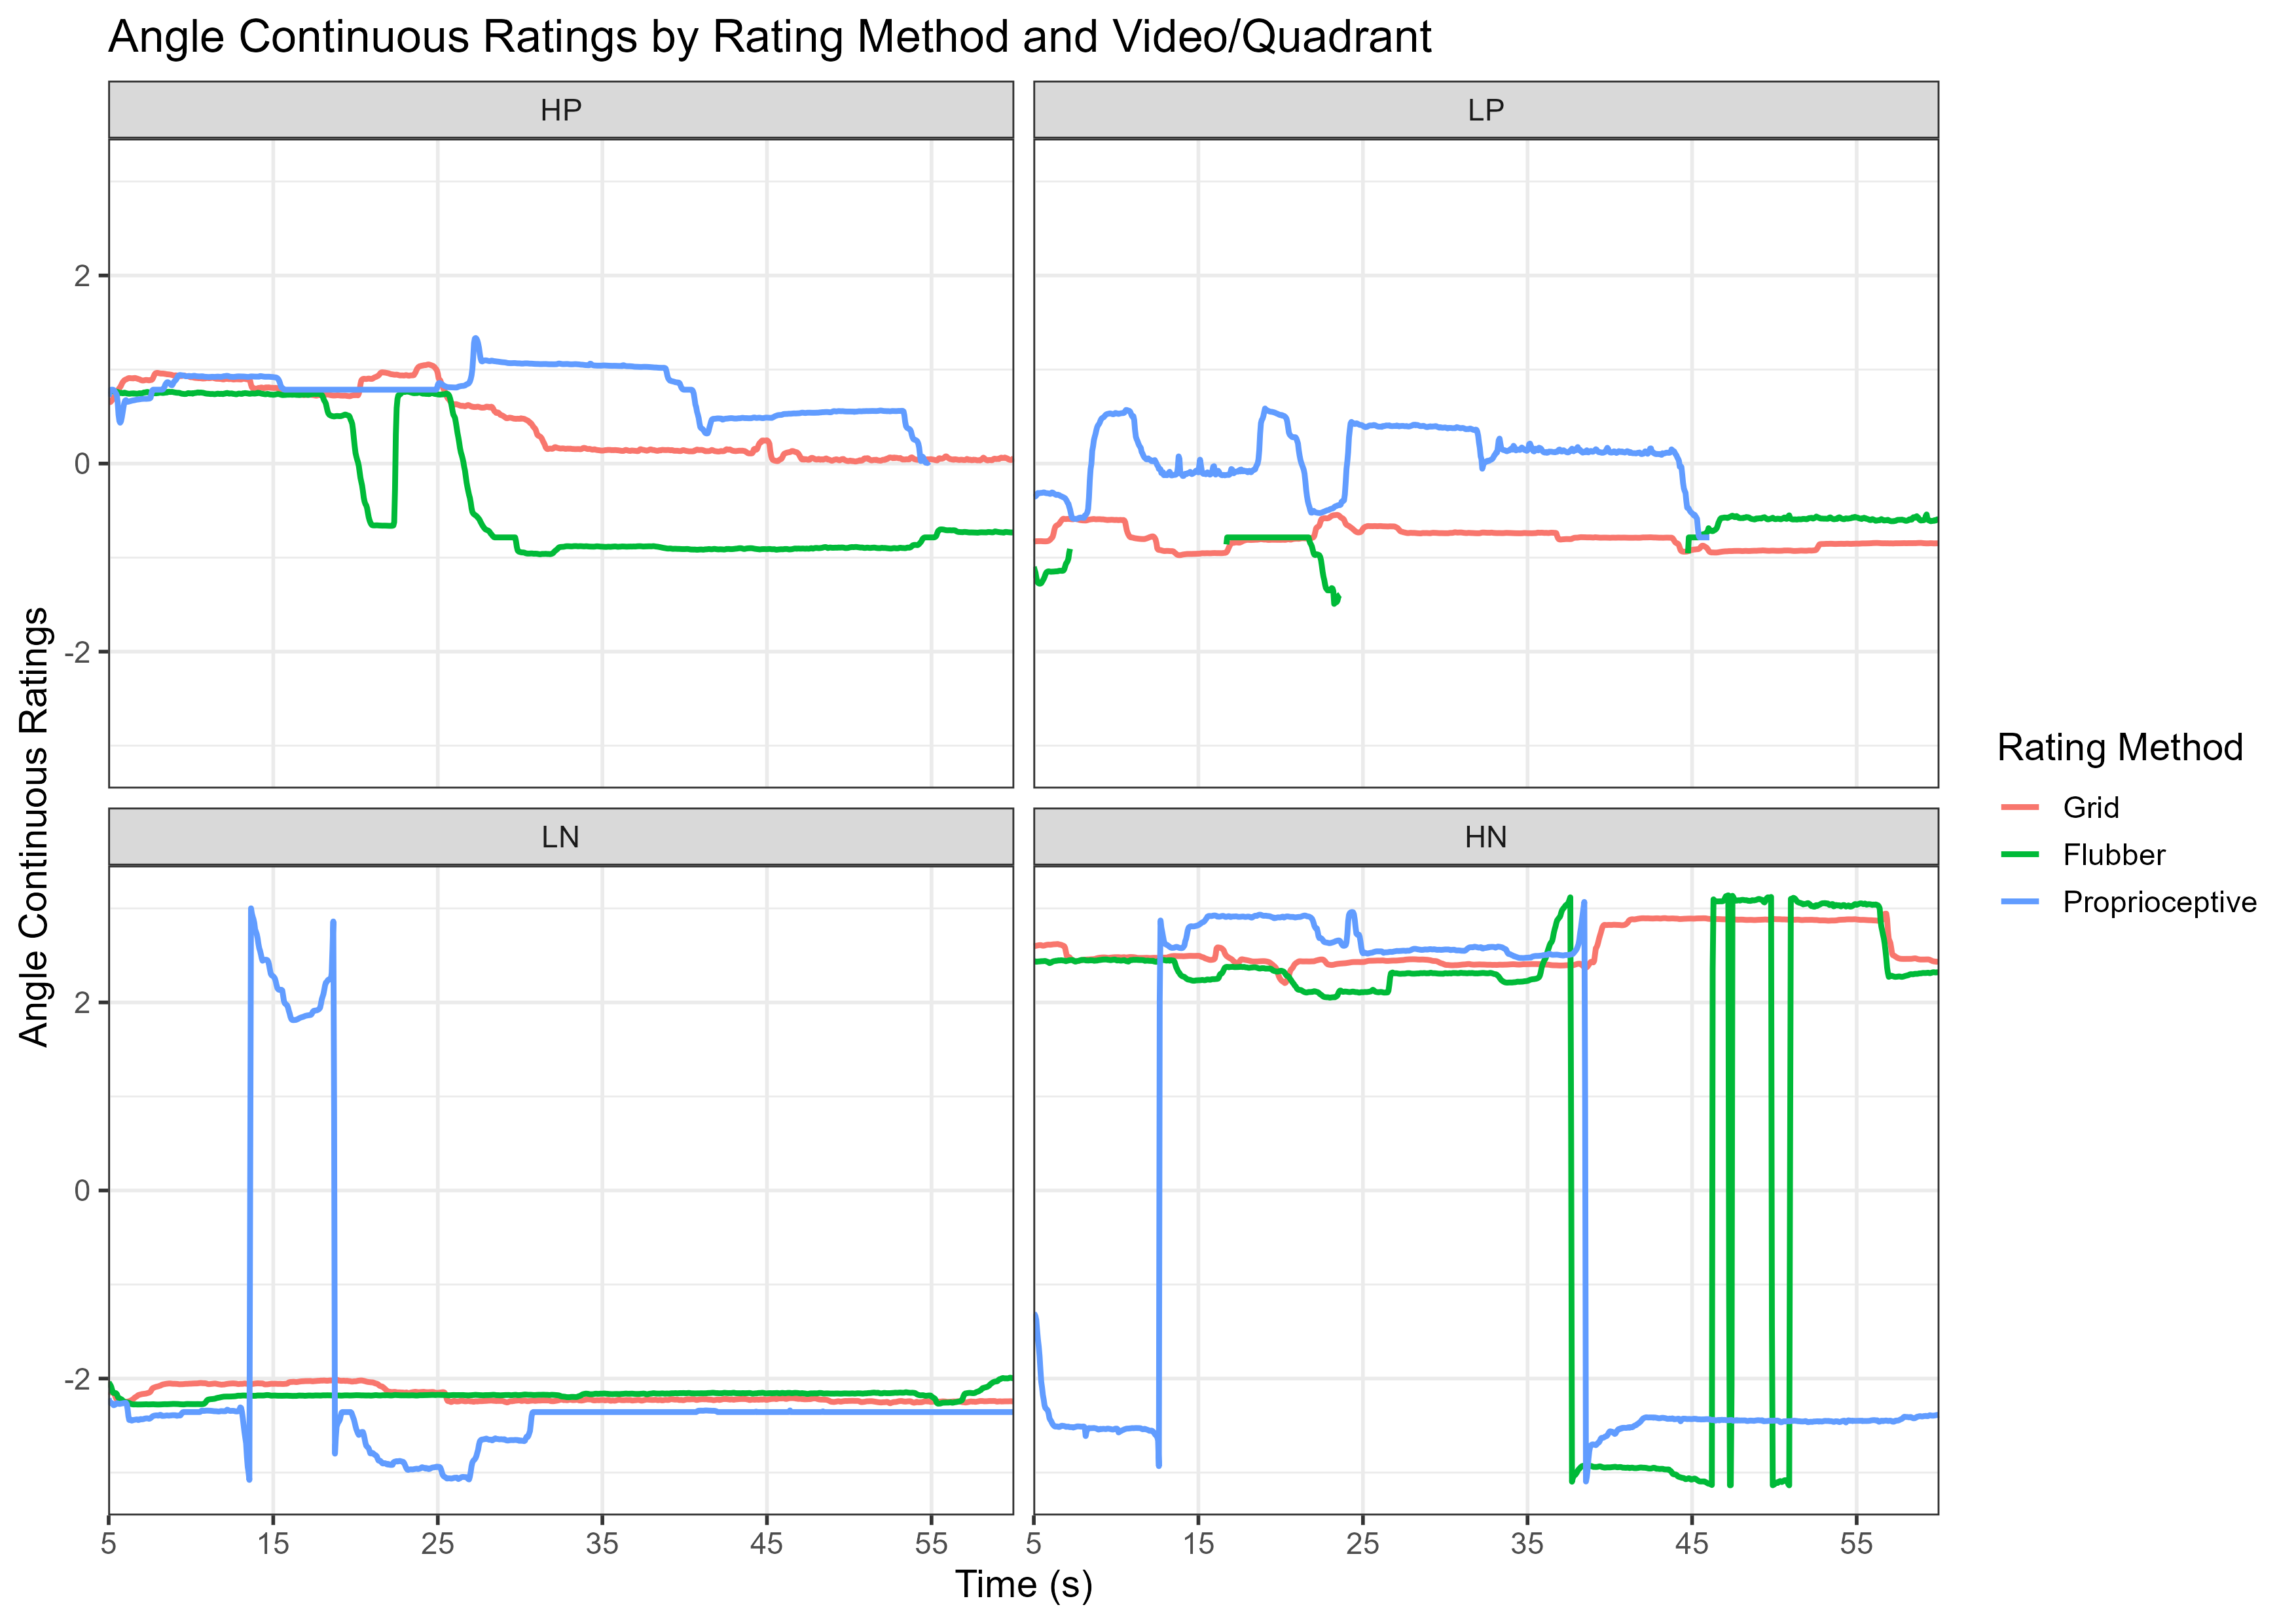 Angle Continuous Ratings by Rating Method and Video/Quadrant
HP
LP
2
0
-2
LN
HN
2
0
-2
5
15
25
35
45
55
5
15
25
35
45
55
Time (s)
Angle Continuous Ratings
Rating Method
Grid
Flubber
Proprioceptive